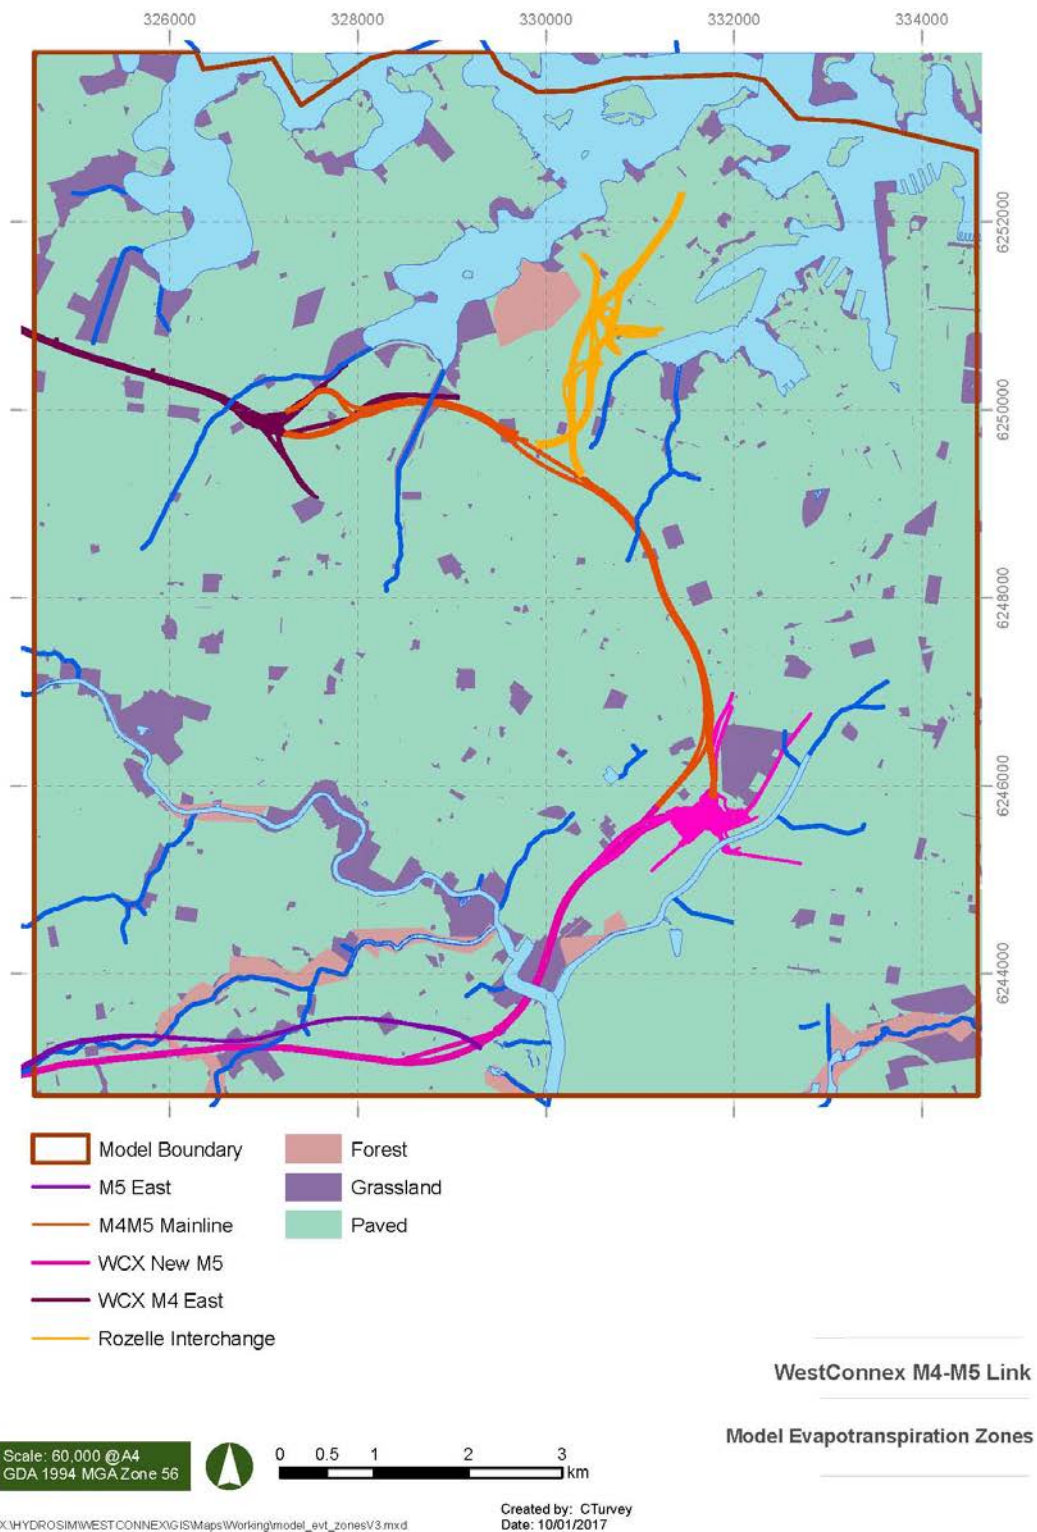 326000 328000 330000 332000 334000
6252000
6250000
6248000
6246000
6244000
Model Boundary
M5 East
M4M5 Mainline
WCX New M5
WCX M4 East
Rozelle Interchange
Forest
Grassland
Paved
WestConnex M4-M5 Link
Model Evapotranspiration Zones
Scale: 60,000 @A4
GDA 1994 MGA Zone 56
0 0.5 1 2 3
km
Created by: CTurvey
Date: 10/01/2017
X:\HYDROSIM\WESTCONNEX\GIS\Maps\Working\model_evt_zonesV3.mxd